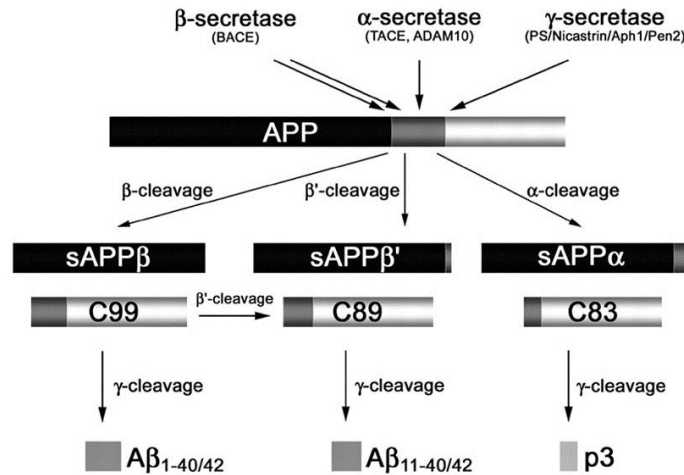 β-secretase α-secretase γ-secretase
(BACE) (TACE, ADAM10) (PS/Nicastrin/Aph1/Pen2)
APP
β-cleavage β'-cleavage α-cleavage
sAPPβ sAPPβ' sAPPα
β'-cleavage
C99 C89 C83
γ-cleavage γ-cleavage γ-cleavage
Aβ1-40/42 Aβ11-40/42 p3